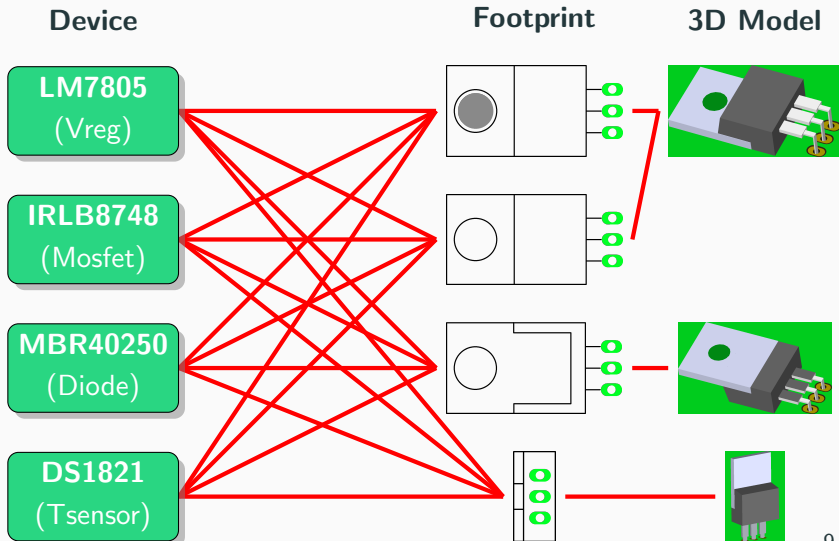 Device
Footprint
3D Model
LM7805
(Vreg)
IRLB8748
(Mosfet)
MBR40250
(Diode)
DS1821
(Tsensor)